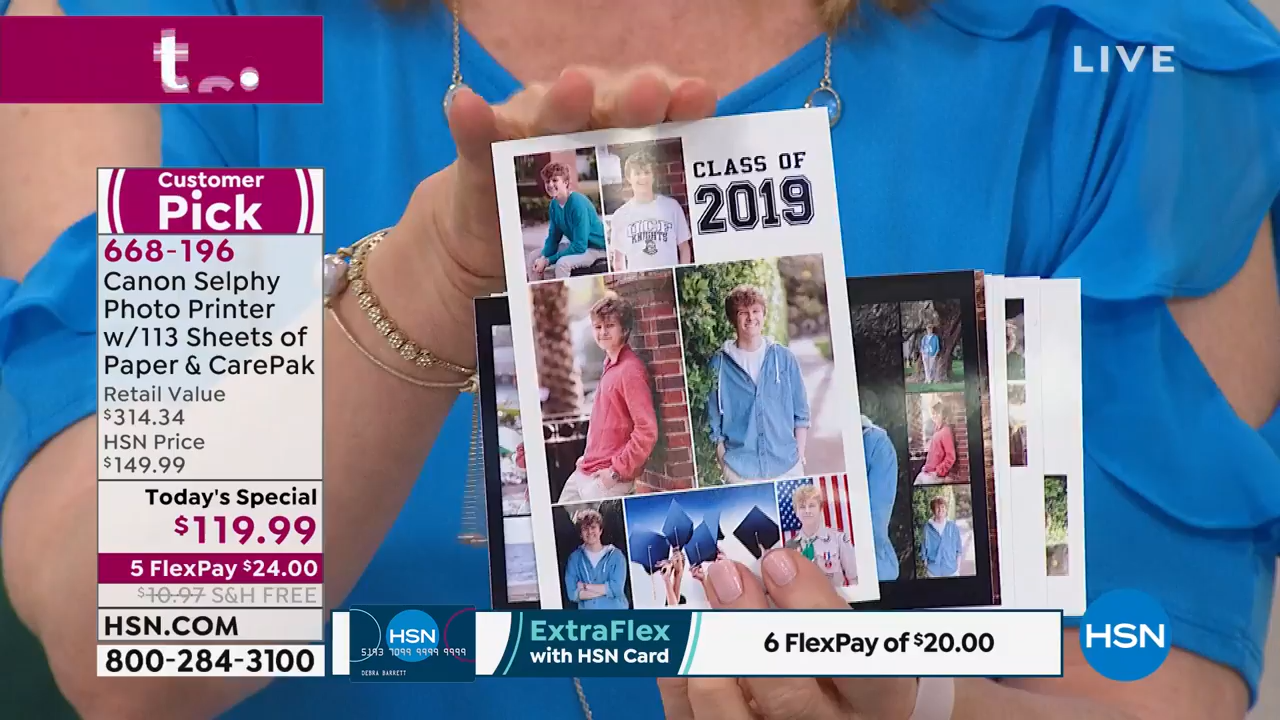 t
LIVE
Customer
Pick
668-196
Canon Selphy
Photo Printer
w/113 Sheets of
Paper & CarePak
Retail Value
$314.34
HSN Price
$149.99
Today's Special
$119.99
5 FlexPay $24.00
$10.97 S&H FREE
HSN.COM
800-284-3100
CLASS OF
2019
UCF
KNIGHTS
HSN
5193 7099 9999 9999
DEBRA BARRETT
ExtraFlex
with HSN Card
6 FlexPay of $20.00
HSN